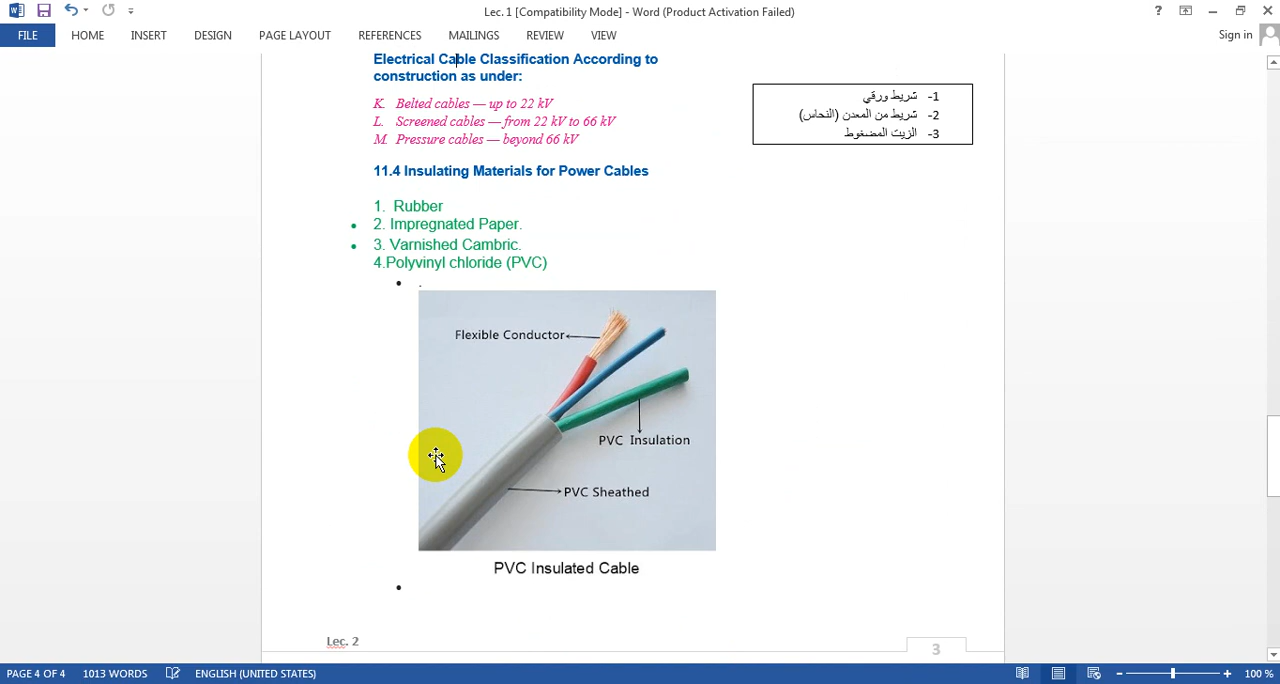 Lec. 1 [Compatibility Mode] - Word (Product Activation Failed)
?
FILE HOME INSERT DESIGN PAGE LAYOUT REFERENCES MAILINGS REVIEW VIEW
Sign in
Electrical Cable Classification According to
construction as under:
K. Belted cables — up to 22 kV
L. Screened cables — from 22 kV to 66 kV
M. Pressure cables — beyond 66 kV
1- شريط ورقي
2- شريط من المعدن (النحاس)
3- الزيت المضغوط
11.4 Insulating Materials for Power Cables
1. Rubber
• 2. Impregnated Paper.
• 3. Varnished Cambric.
4.Polyvinyl chloride (PVC)
• .
Flexible Conductor
PVC Insulation
PVC Sheathed
PVC Insulated Cable
•
Lec. 2
3
PAGE 4 OF 4 1013 WORDS ENGLISH (UNITED STATES)
100 %